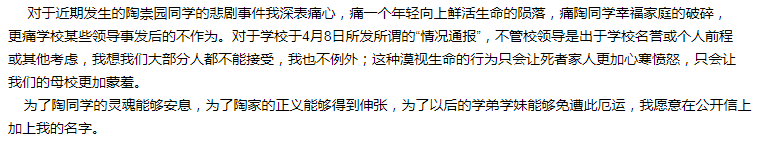 对于近期发生的陶崇园同学的悲剧事件我深表痛心，痛一个年轻向上鲜活生命的陨落，痛陶同学幸福家庭的破碎，
更痛学校某些领导事发后的不作为。对于学校于4月8日所发所谓的“情况通报”，不管校领导是出于学校名誉或个人前程
或其他考虑，我想我们大部分人都不能接受，我也不例外；这种漠视生命的行为只会让死者家人更加心寒愤怒，只会让
我们的母校更加蒙羞。
为了陶同学的灵魂能够安息，为了陶家的正义能够得到伸张，为了以后的学弟学妹能够免遭此厄运，我愿意在公开信上
加上我的名字。